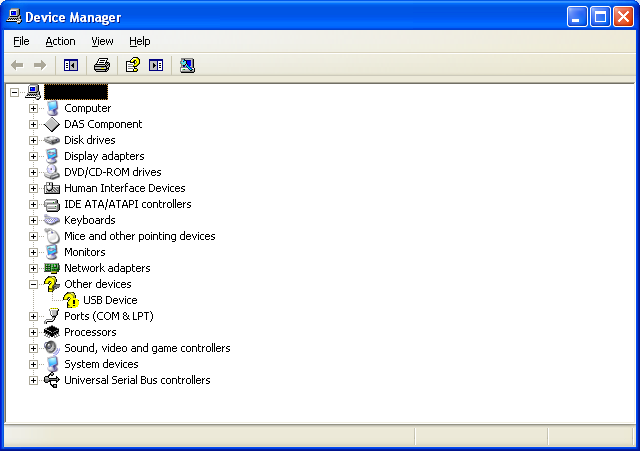 Device Manager
File Action View Help
Computer
DAS Component
Disk drives
Display adapters
DVD/CD-ROM drives
Human Interface Devices
IDE ATA/ATAPI controllers
Keyboards
Mice and other pointing devices
Monitors
Network adapters
Other devices
USB Device
Ports (COM & LPT)
Processors
Sound, video and game controllers
System devices
Universal Serial Bus controllers